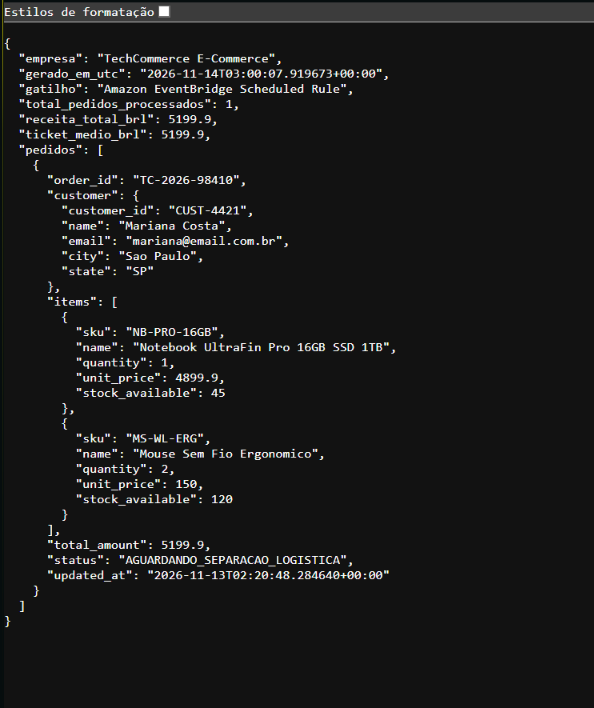 Estilos de formatação
{
  "empresa": "TechCommerce E-Commerce",
  "gerado_em_utc": "2026-11-14T03:00:07.919673+00:00",
  "gatilho": "Amazon EventBridge Scheduled Rule",
  "total_pedidos_processados": 1,
  "receita_total_brl": 5199.9,
  "ticket_medio_brl": 5199.9,
  "pedidos": [
    {
      "order_id": "TC-2026-98410",
      "customer": {
        "customer_id": "CUST-4421",
        "name": "Mariana Costa",
        "email": "mariana@email.com.br",
        "city": "Sao Paulo",
        "state": "SP"
      },
      "items": [
        {
          "sku": "NB-PRO-16GB",
          "name": "Notebook UltraFin Pro 16GB SSD 1TB",
          "quantity": 1,
          "unit_price": 4899.9,
          "stock_available": 45
        },
        {
          "sku": "MS-WL-ERG",
          "name": "Mouse Sem Fio Ergonomico",
          "quantity": 2,
          "unit_price": 150,
          "stock_available": 120
        }
      ],
      "total_amount": 5199.9,
      "status": "AGUARDANDO_SEPARACAO_LOGISTICA",
      "updated_at": "2026-11-13T02:20:48.284640+00:00"
    }
  ]
}